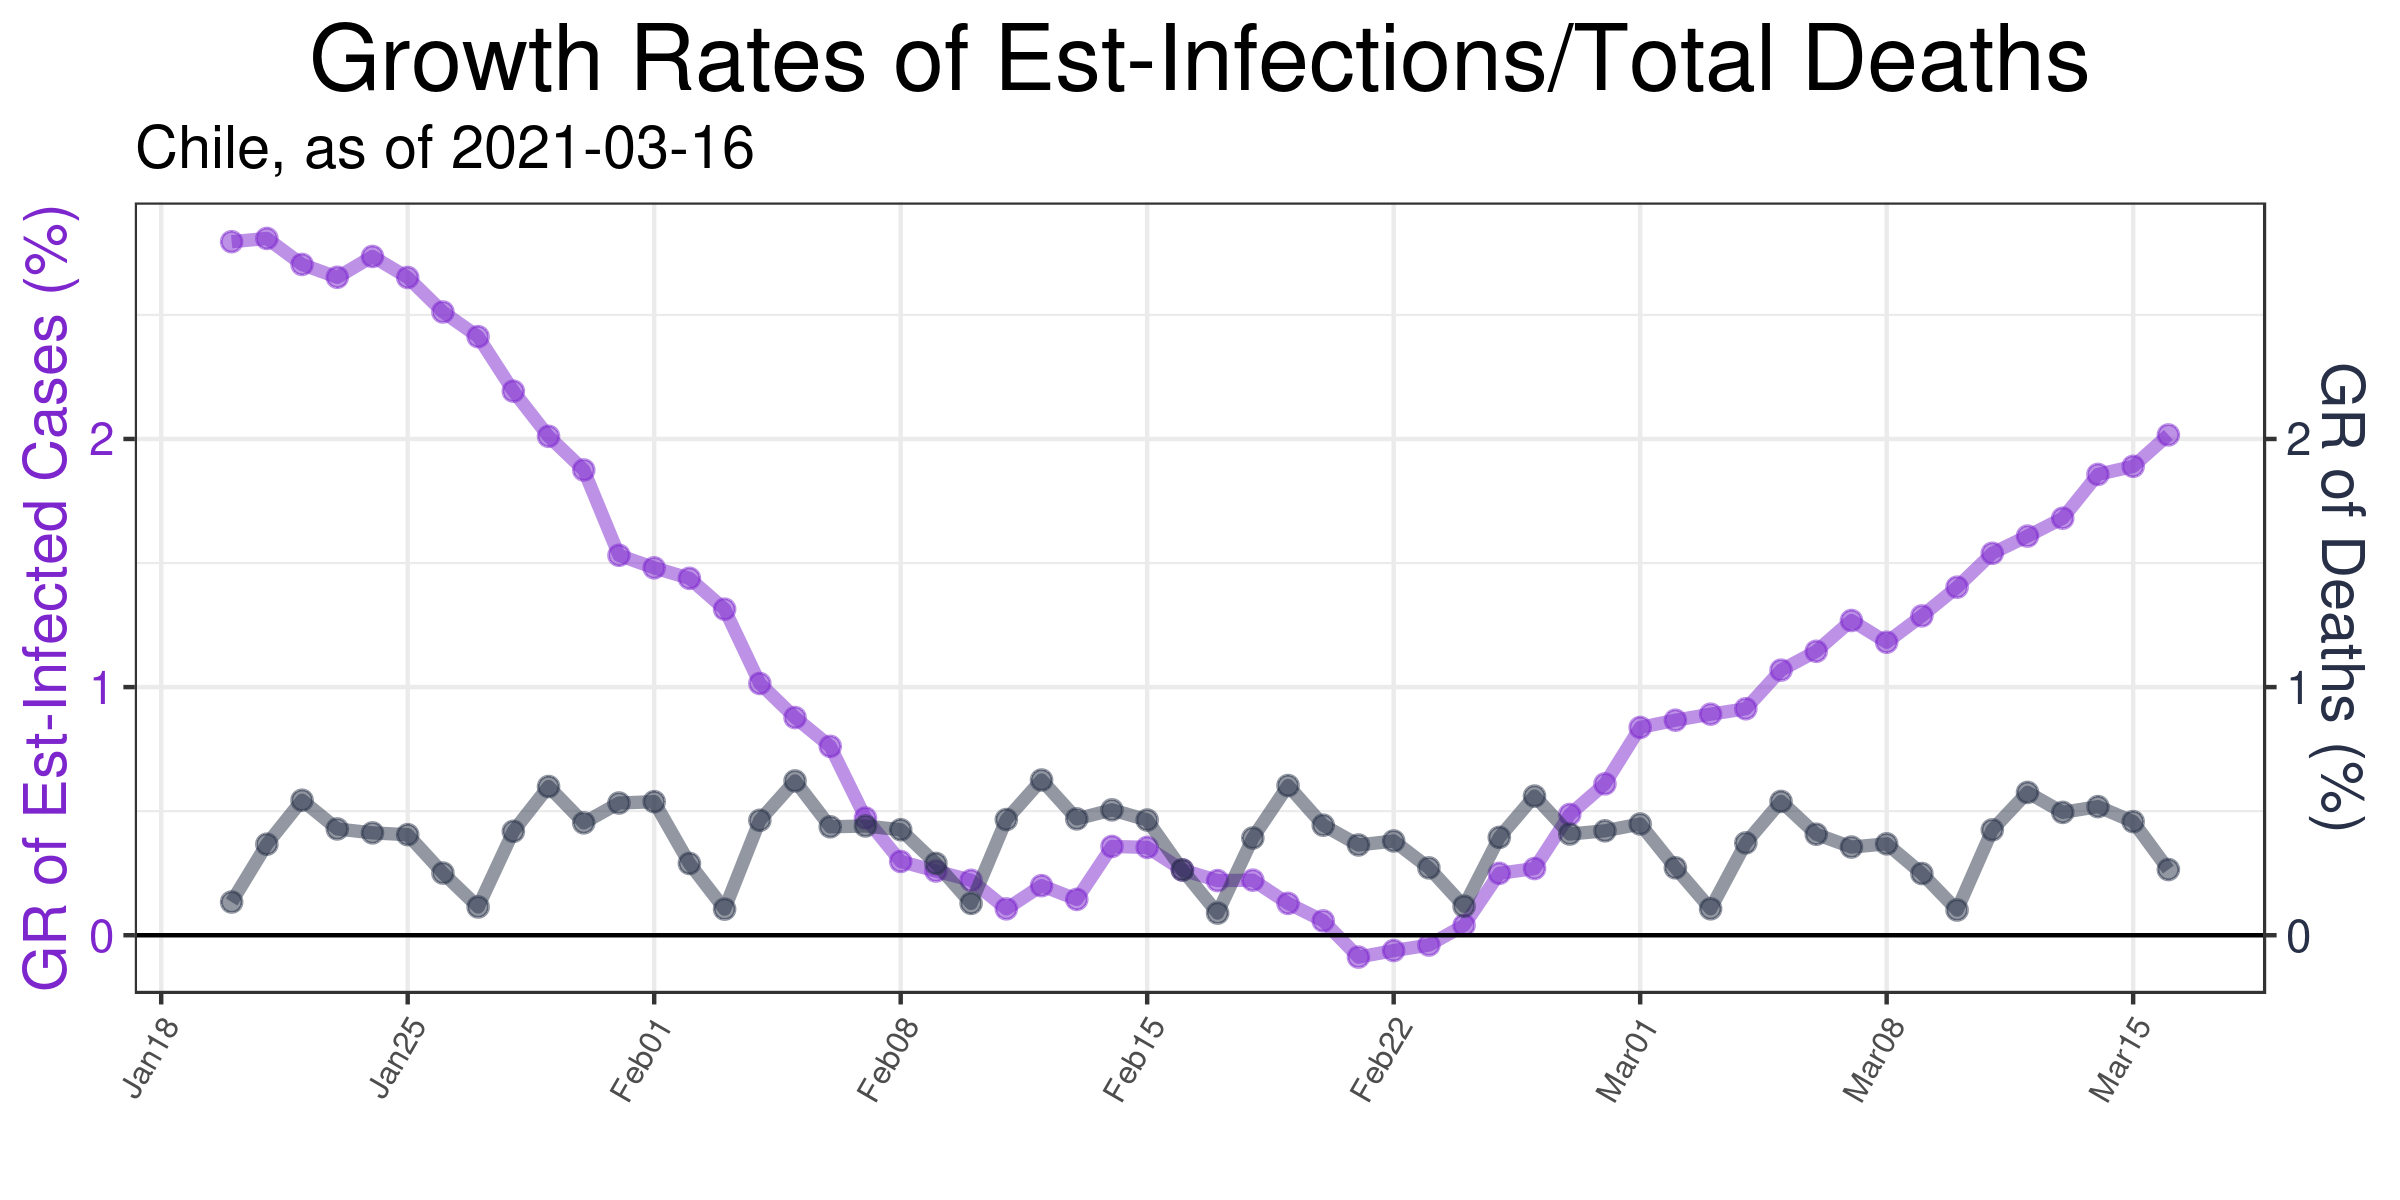 Growth Rates of Est-Infections/Total Deaths
Chile, as of 2021-03-16
GR of Est-Infected Cases (%)
2
1
0
2
1
0
GR of Deaths (%)
Jan18
Jan25
Feb01
Feb08
Feb15
Feb22
Mar01
Mar08
Mar15